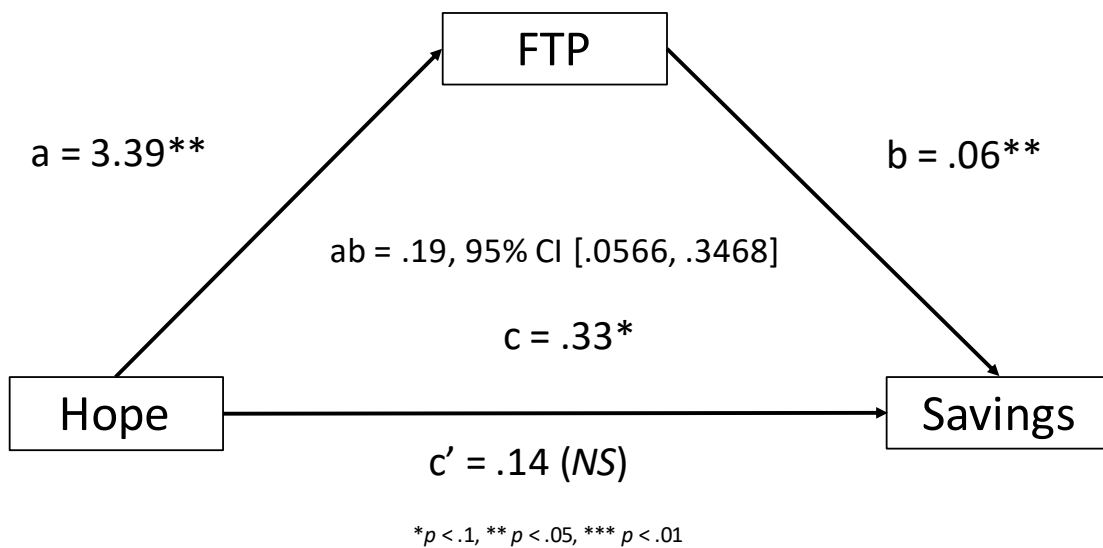 FTP
a = 3.39**
b = .06**
ab = .19, 95% CI [.0566, .3468]
c = .33*
Hope
Savings
c’ = .14 (NS)
*p < .1, ** p < .05, *** p < .01